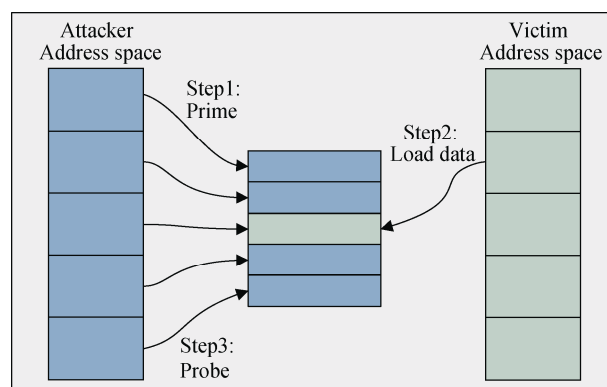 Attacker
Address space
Victim
Address space
Step1:
Prime
Step2:
Load data
Step3:
Probe